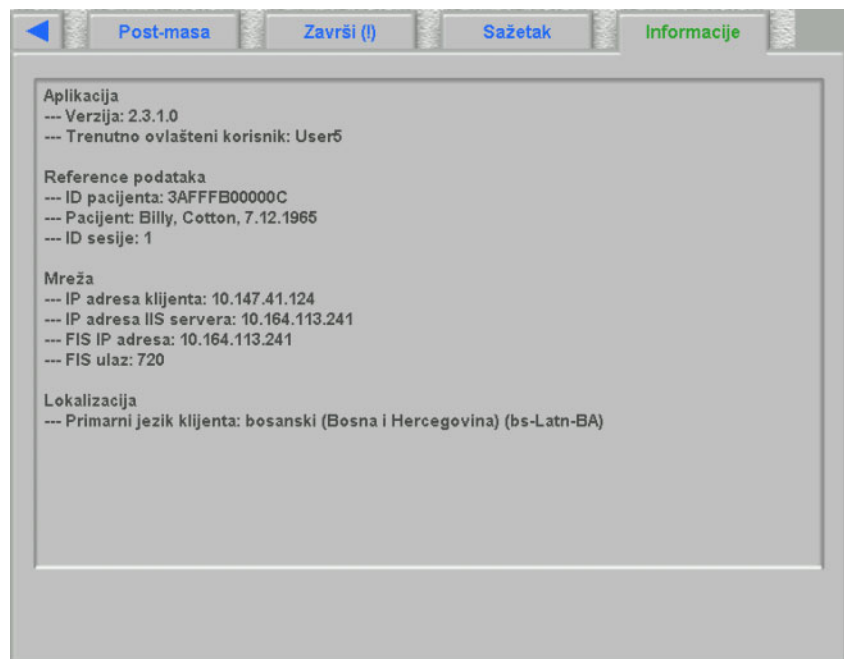 Post-masa
Završi (!)
Sažetak
Informacije
Aplikacija
--- Verzija: 2.3.1.0
--- Trenutno ovlašteni korisnik: User5
Reference podataka
--- ID pacijenta: 3AFFFB00000C
--- Pacijent: Billy, Cotton, 7.12.1965
--- ID sesije: 1
Mreža
--- IP adresa klijenta: 10.147.41.124
--- IP adresa IIS servera: 10.164.113.241
--- FIS IP adresa: 10.164.113.241
--- FIS ulaz: 720
Lokalizacija
--- Primarni jezik klijenta: bosanski (Bosna i Hercegovina) (bs-Latn-BA)